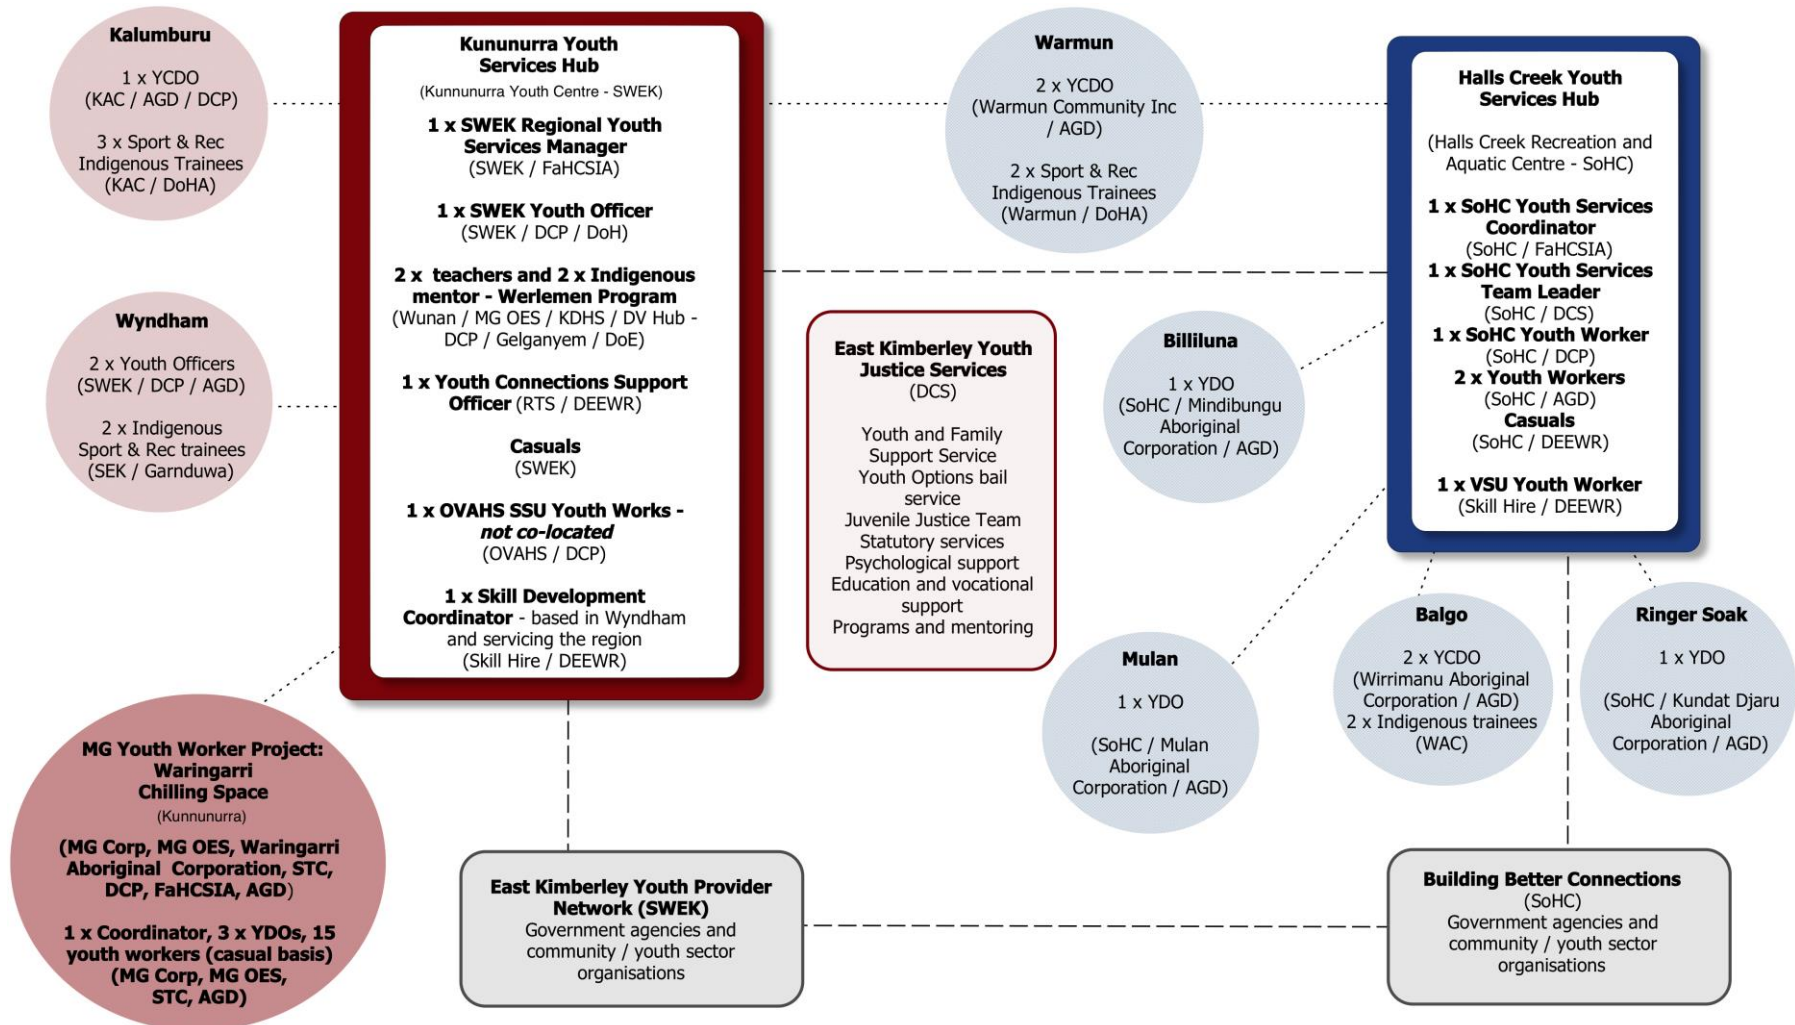 Kalumburu
1 x YCDO
(KAC / AGD / DCP)
3 x Sport & Rec
Indigenous Trainees
(KAC / DoHA)
Wyndham
2 x Youth Officers
(SWEK / DCP / AGD)
2 x Indigenous
Sport & Rec trainees
(SEK / Garnduwa)
MG Youth Worker Project:
Waringarri
Chilling Space
(Kunnunurra)
(MG Corp, MG OES, Waringarri
Aboriginal Corporation, STC,
DCP, FaHCSIA, AGD)
1 x Coordinator, 3 x YDOs, 15
youth workers (casual basis)
(MG Corp, MG OES,
STC, AGD)
Kununurra Youth
Services Hub
(Kunnunurra Youth Centre - SWEK)
1 x SWEK Regional Youth
Services Manager
(SWEK / FaHCSIA)
1 x SWEK Youth Officer
(SWEK / DCP / DoH)
2 x teachers and 2 x Indigenous
mentor - Werlemen Program
(Wunan / MG OES / KDHS / DV Hub -
DCP / Gelganyem / DoE)
1 x Youth Connections Support
Officer (RTS / DEEWR)
Casuals
(SWEK)
1 x OVAHS SSU Youth Works -
not co-located
(OVAHS / DCP)
1 x Skill Development
Coordinator - based in Wyndham
and servicing the region
(Skill Hire / DEEWR)
East Kimberley Youth Provider
Network (SWEK)
Government agencies and
community / youth sector
organisations
Warmun
2 x YCDO
(Warmun Community Inc
/ AGD)
2 x Sport & Rec
Indigenous Trainees
(Warmun / DoHA)
East Kimberley Youth
Justice Services
(DCS)
Youth and Family
Support Service
Youth Options bail
service
Juvenile Justice Team
Statutory services
Psychological support
Education and vocational
support
Programs and mentoring
Billiluna
1 x YDO
(SoHC / Mindibungu
Aboriginal
Corporation / AGD)
Mulan
1 x YDO
(SoHC / Mulan
Aboriginal
Corporation / AGD)
Halls Creek Youth
Services Hub
(Halls Creek Recreation and
Aquatic Centre - SoHC)
1 x SoHC Youth Services
Coordinator
(SoHC / FaHCSIA)
1 x SoHC Youth Services
Team Leader
(SoHC / DCS)
1 x SoHC Youth Worker
(SoHC / DCP)
2 x Youth Workers
(SoHC / AGD)
Casuals
(SoHC / DEEWR)
1 x VSU Youth Worker
(Skill Hire / DEEWR)
Balgo
2 x YCDO
(Wirrimanu Aboriginal
Corporation / AGD)
2 x Indigenous trainees
(WAC)
Ringer Soak
1 x YDO
(SoHC / Kundat Djaru
Aboriginal
Corporation / AGD)
Building Better Connections
(SoHC)
Government agencies and
community / youth sector
organisations